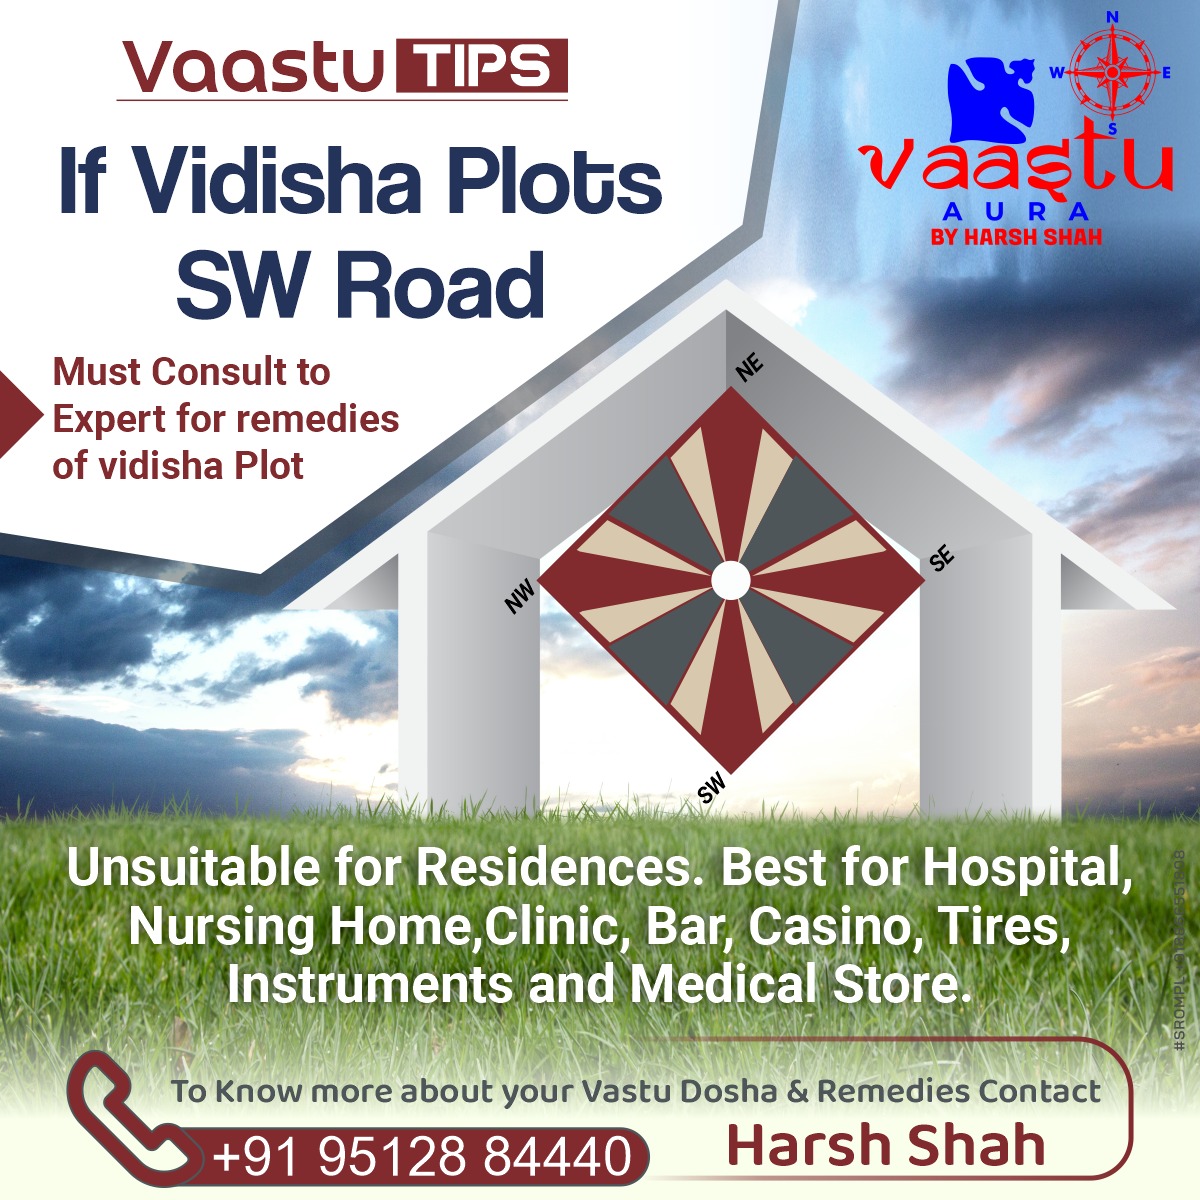 Vaastu TIPS
If Vidisha Plots
SW Road
Must Consult to
Expert for remedies
of vidisha Plot
N
W E
S
vaastu
AURA
BY HARSH SHAH
NE
NW
SE
SW
Unsuitable for Residences. Best for Hospital,
Nursing Home,Clinic, Bar, Casino, Tires,
Instruments and Medical Store.
To Know more about your Vastu Dosha & Remedies Contact
+91 95128 84440
Harsh Shah